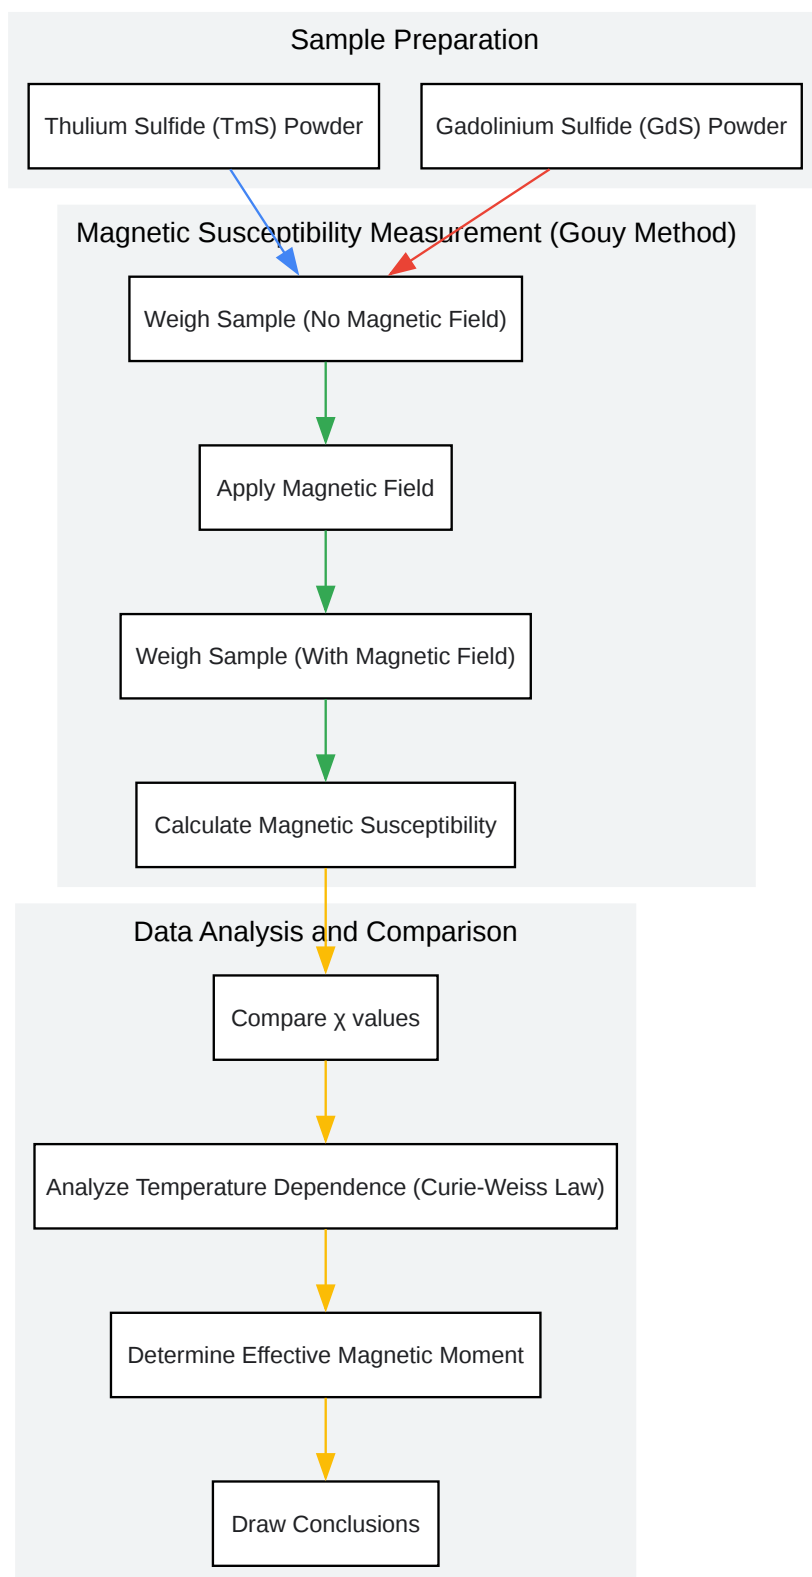 Sample Preparation
Thulium Sulfide (TmS) Powder
Gadolinium Sulfide (GdS) Powder
Magnetic Susceptibility Measurement (Gouy Method)
Weigh Sample (No Magnetic Field)
Apply Magnetic Field
Weigh Sample (With Magnetic Field)
Calculate Magnetic Susceptibility
Data Analysis and Comparison
Compare χ values
Analyze Temperature Dependence (Curie-Weiss Law)
Determine Effective Magnetic Moment
Draw Conclusions